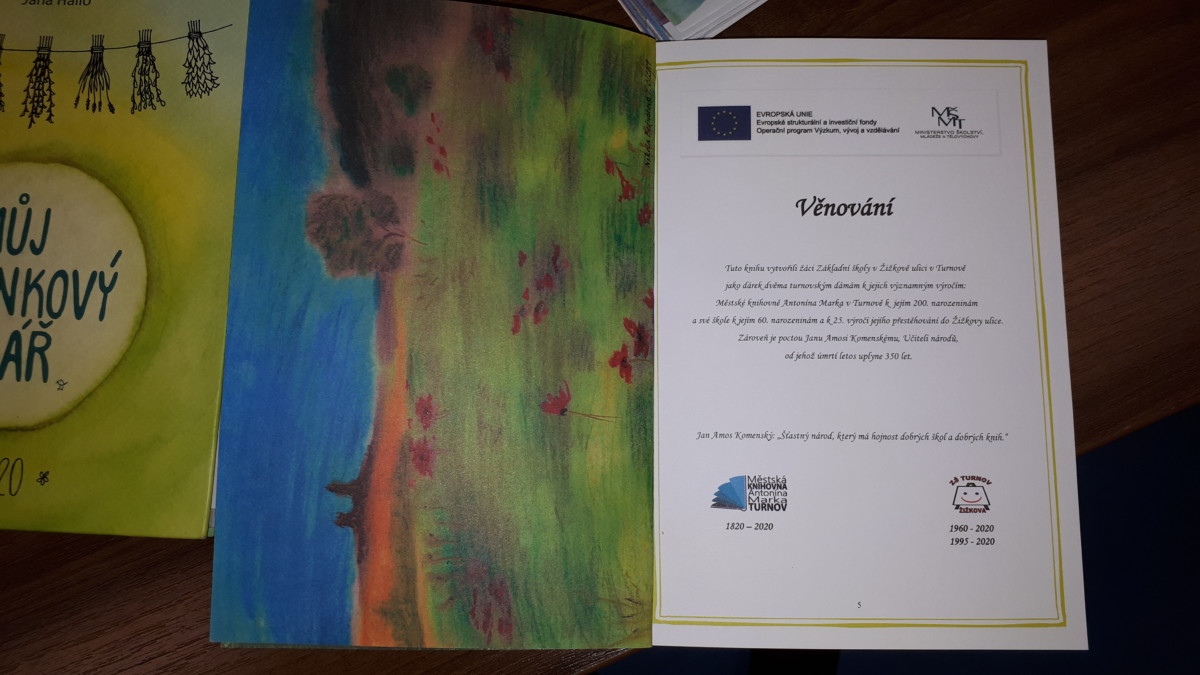 Jana Hallo
MŮJ
NKOVÝ
ÁŘ
20
EVROPSKÁ UNIE
Evropské strukturální a investiční fondy
Operační program Výzkum, vývoj a vzdělávání
MŠMT
MINISTERSTVO ŠKOLSTVÍ,
MLÁDEŽE A TĚLOVÝCHOVY
Věnování
Tuto knihu vytvořili žáci Základní školy v Žižkově ulici v Turnově
jako dárek dvěma turnovským dámám k jejich významným výročím:
Městské knihovně Antonína Marka v Turnově k jejím 200. narozeninám
a své škole k jejím 60. narozeninám a k 25. výročí jejího přestěhování do Žižkovy ulice.
Zároveň je poctou Janu Amosi Komenskému, Učiteli národů,
od jehož úmrtí letos uplyne 350 let.
Jan Amos Komenský: „Šťastný národ, který má hojnost dobrých škol a dobrých knih.“
Městská
KNIHOVNA
Antonína
Marka
TURNOV
1820 – 2020
ZŠ TURNOV
ŽIŽKOVA
1960 - 2020
1995 - 2020
5